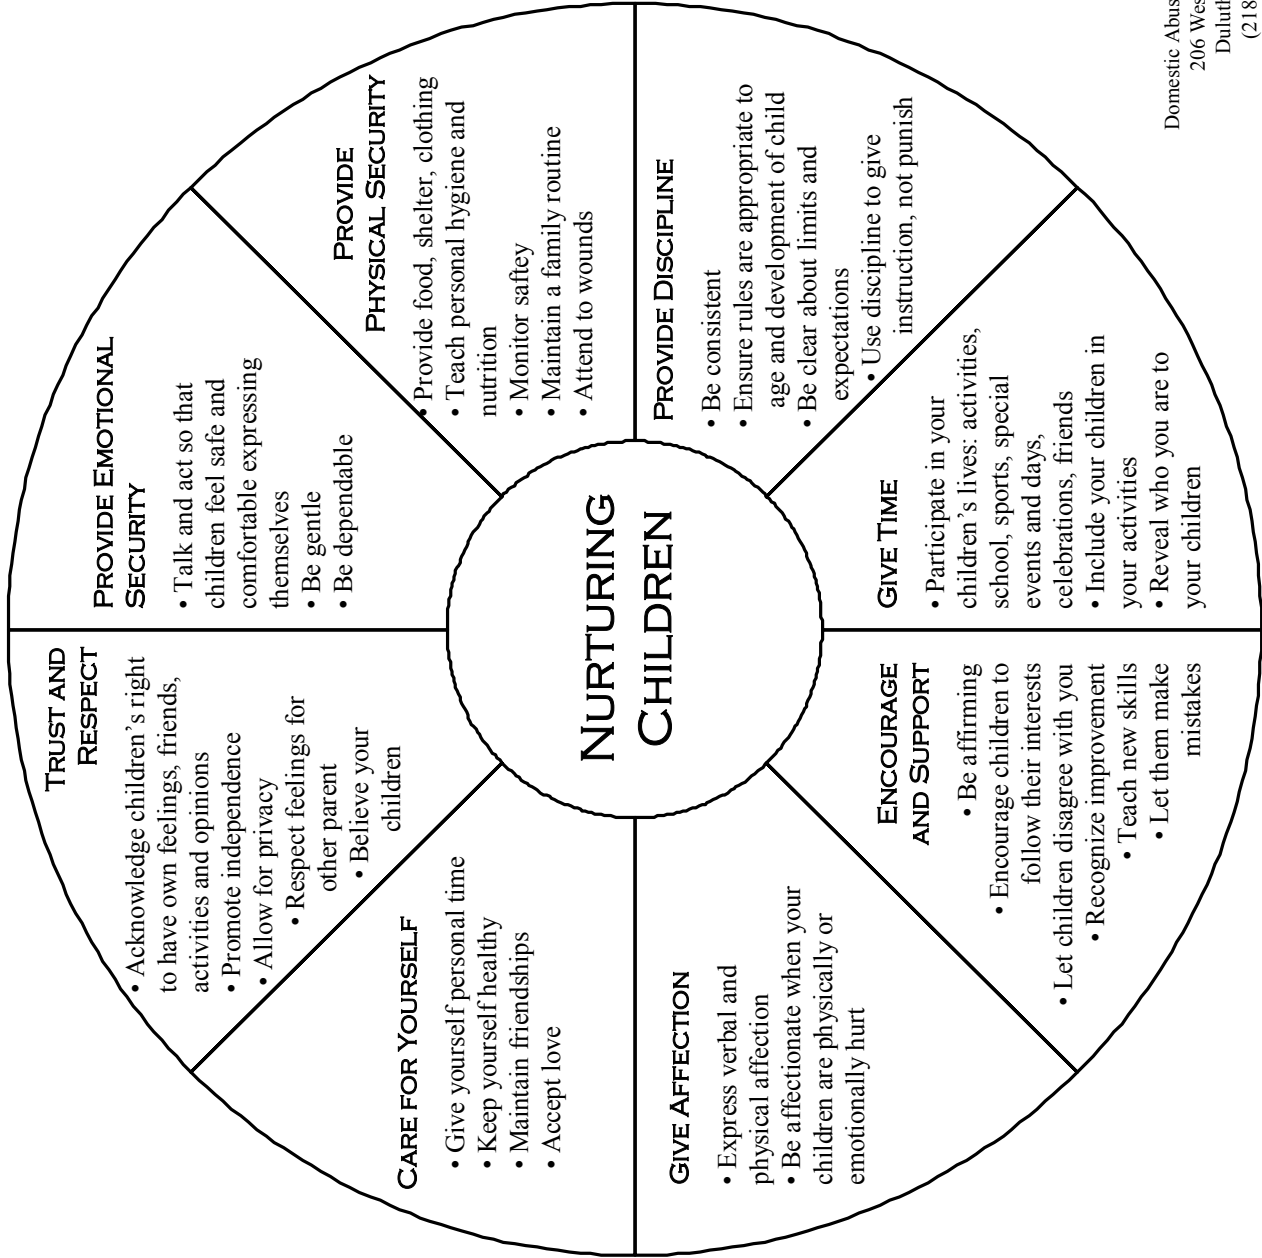 NURTURING
CHILDREN
TRUST AND
RESPECT
• Acknowledge children's right
to have own feelings, friends,
activities and opinions
• Promote independence
• Allow for privacy
• Respect feelings for
other parent
• Believe your
children
PROVIDE EMOTIONAL
SECURITY
• Talk and act so that
children feel safe and
comfortable expressing
themselves
• Be gentle
• Be dependable
PROVIDE
PHYSICAL SECURITY
• Provide food, shelter, clothing
• Teach personal hygiene and
nutrition
• Monitor saftey
• Maintain a family routine
• Attend to wounds
PROVIDE DISCIPLINE
• Be consistent
• Ensure rules are appropriate to
age and development of child
• Be clear about limits and
expectations
• Use discipline to give
instruction, not punish
GIVE TIME
• Participate in your
children's lives: activities,
school, sports, special
events and days,
celebrations, friends
• Include your children in
your activities
• Reveal who you are to
your children
ENCOURAGE
AND SUPPORT
• Be affirming
• Encourage children to
follow their interests
• Let children disagree with you
• Recognize improvement
• Teach new skills
• Let them make
mistakes
GIVE AFFECTION
• Express verbal and
physical affection
• Be affectionate when your
children are physically or
emotionally hurt
CARE FOR YOURSELF
• Give yourself personal time
• Keep yourself healthy
• Maintain friendships
• Accept love
Domestic Abus
206 Wes
Duluth
(218